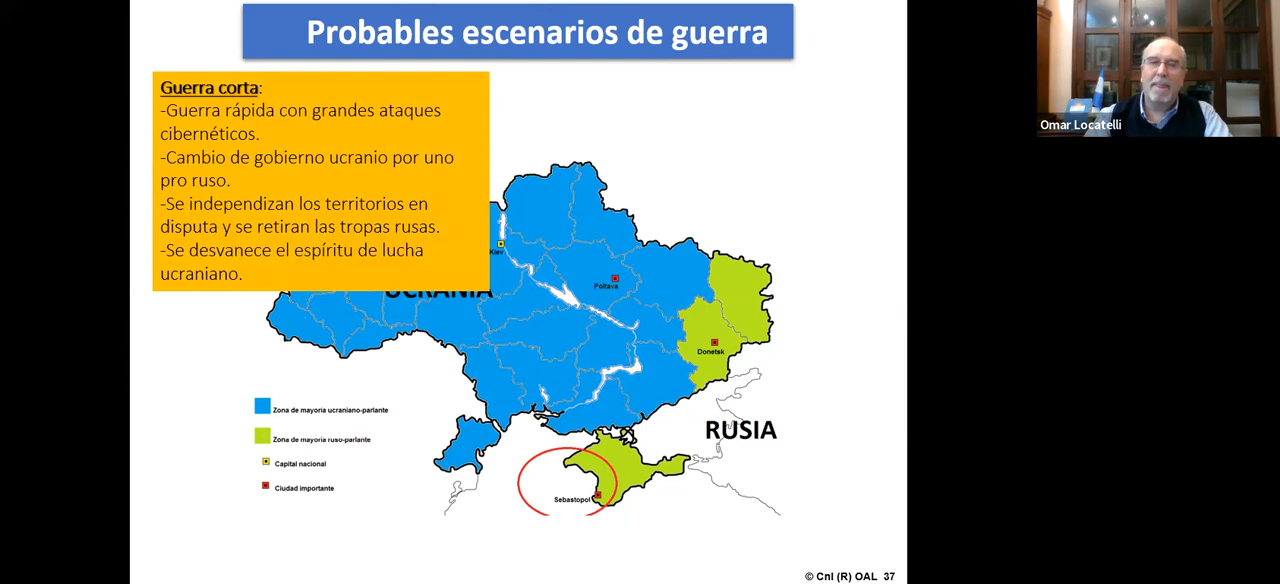 Probables escenarios de guerra
Guerra corta:
-Guerra rápida con grandes ataques
cibernéticos.
-Cambio de gobierno ucranio por uno
pro ruso.
-Se independizan los territorios en
disputa y se retiran las tropas rusas.
-Se desvanece el espíritu de lucha
ucraniano.
Omar Locatelli
Kiev
Poltava
UCRANIA
Donetsk
RUSIA
Zona de mayoría ucraniano-parlante
Zona de mayoría ruso-parlante
Capital nacional
Ciudad importante
Sebastopol
© Cnl (R) OAL 37